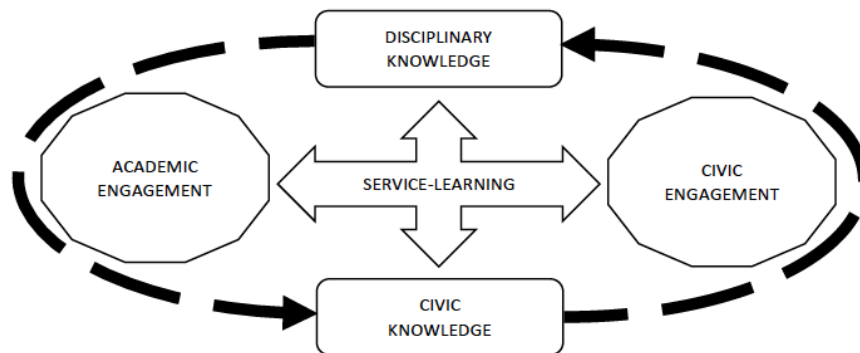 DISCIPLINARY
KNOWLEDGE
ACADEMIC
ENGAGEMENT
SERVICE-LEARNING
CIVIC
ENGAGEMENT
CIVIC
KNOWLEDGE